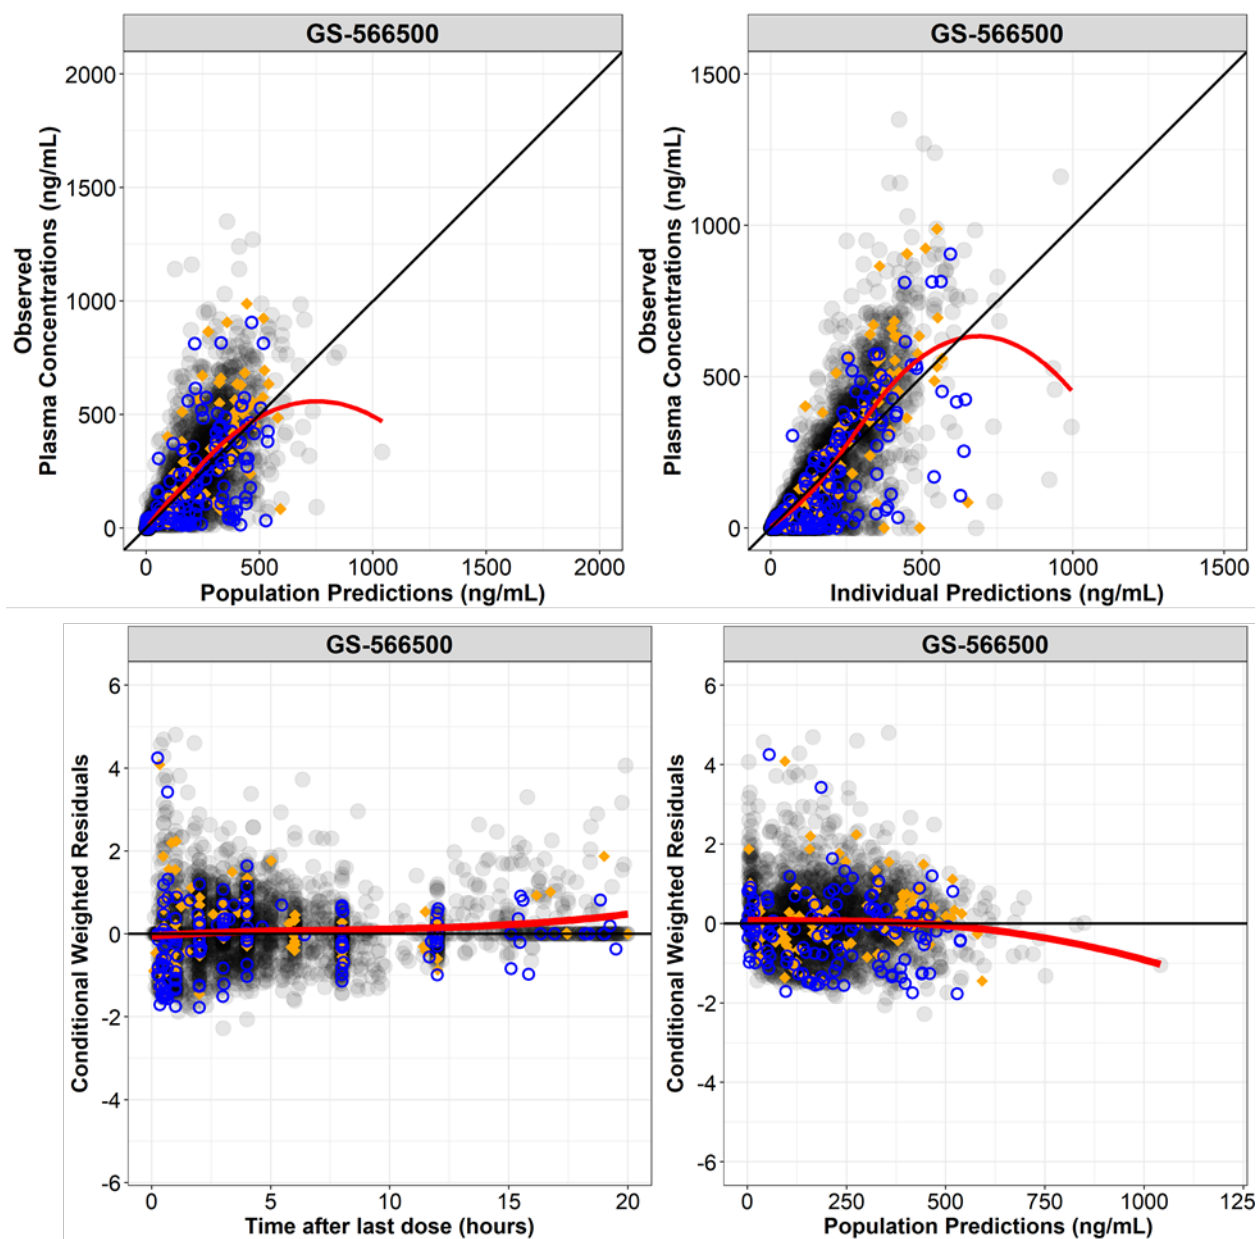 GS-566500
GS-566500
2000
1500
1000
500
0
Observed
Plasma Concentrations (ng/mL)
0 500 1000 1500 2000
Population Predictions (ng/mL)
1500
1000
500
0
Observed
Plasma Concentrations (ng/mL)
0 500 1000 1500
Individual Predictions (ng/mL)
GS-566500
GS-566500
6
4
2
0
-2
-4
-6
Conditional Weighted Residuals
0 5 10 15 20
Time after last dose (hours)
6
4
2
0
-2
-4
-6
Conditional Weighted Residuals
0 250 500 750 1000 125
Population Predictions (ng/mL)